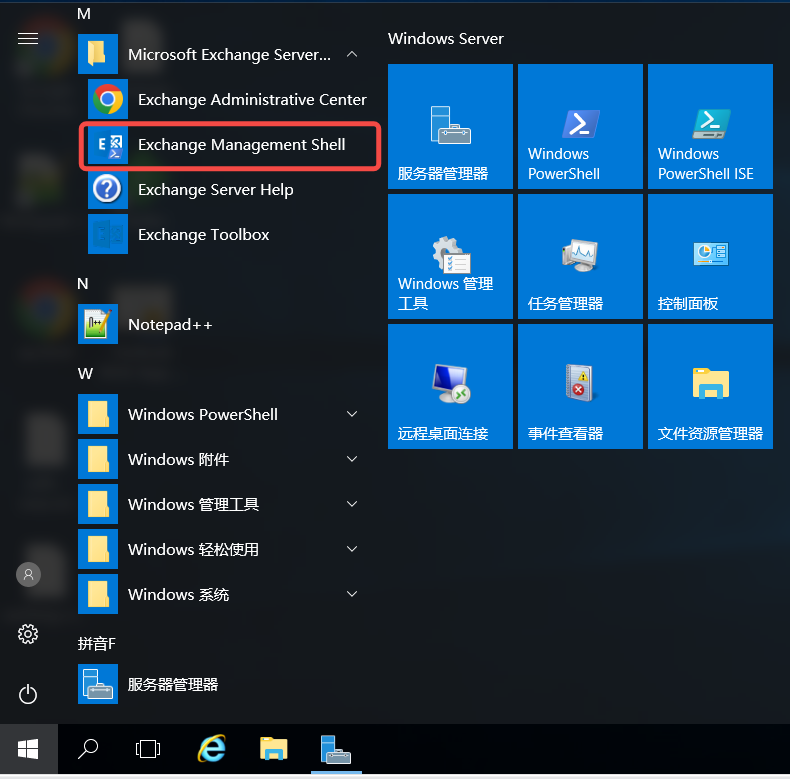 M
Microsoft Exchange Server...
Exchange Administrative Center
Exchange Management Shell
Exchange Server Help
Exchange Toolbox
N
Notepad++
W
Windows PowerShell
Windows 附件
Windows 管理工具
Windows 轻松使用
Windows 系统
拼音F
服务器管理器
Windows Server
服务器管理器
Windows
PowerShell
Windows
PowerShell ISE
Windows 管理
工具
任务管理器
控制面板
远程桌面连接
事件查看器
文件资源管理器